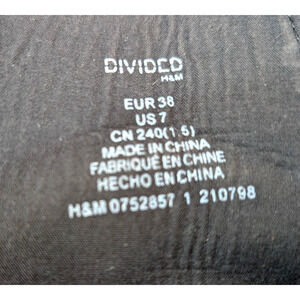 DIVIDED
H&M
EUR 38
US 7
CN 240(1.5)
MADE IN CHINA
FABRIQUÉ EN CHINE
HECHO EN CHINA
H&M 0752857 1 210798